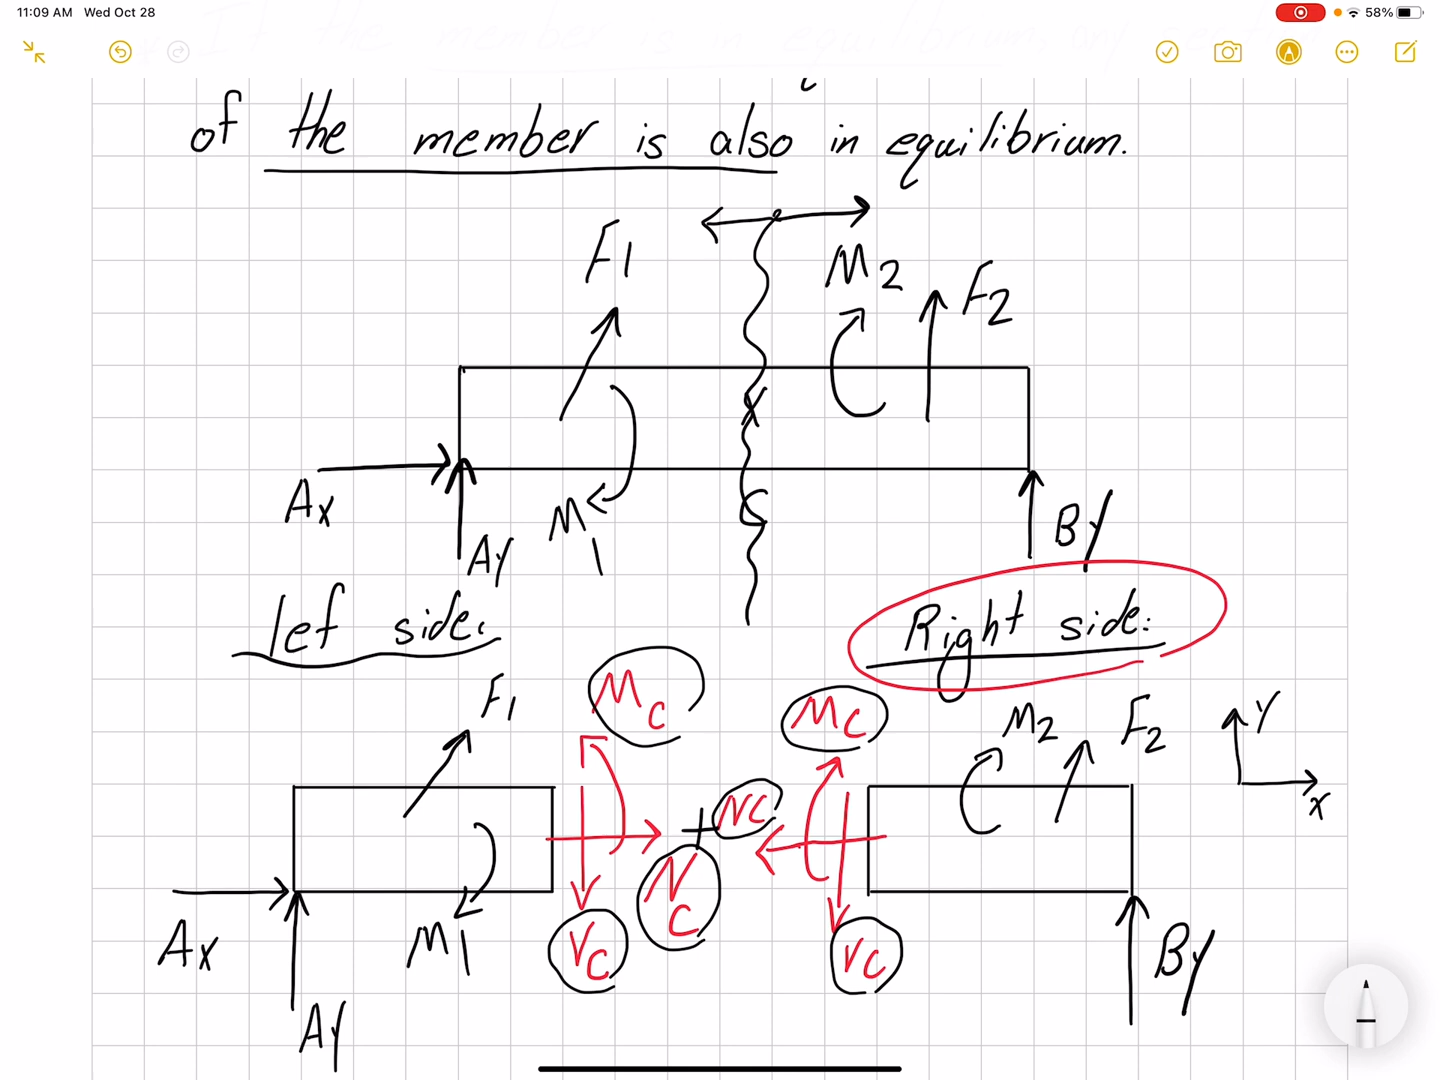 11:09 AM Wed Oct 28
58%
of the member is also in equilibrium.
F1
M2
F2
X
Ax
Ay
M1
C
By
lef side:
Right side:
F1
Mc
Mc
M2
F2
Y
X
+
Nc
Nc
Ax
M1
Vc
Vc
By
Ay